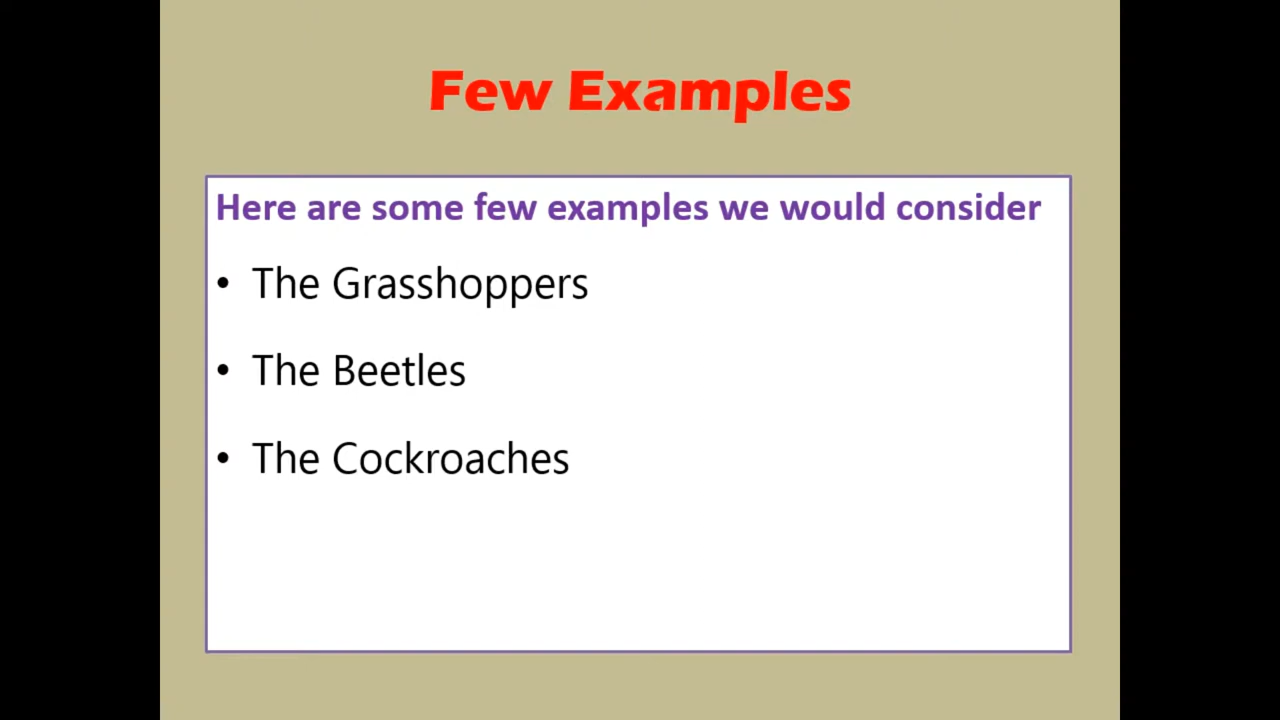 Few Examples
Here are some few examples we would consider
• The Grasshoppers
• The Beetles
• The Cockroaches